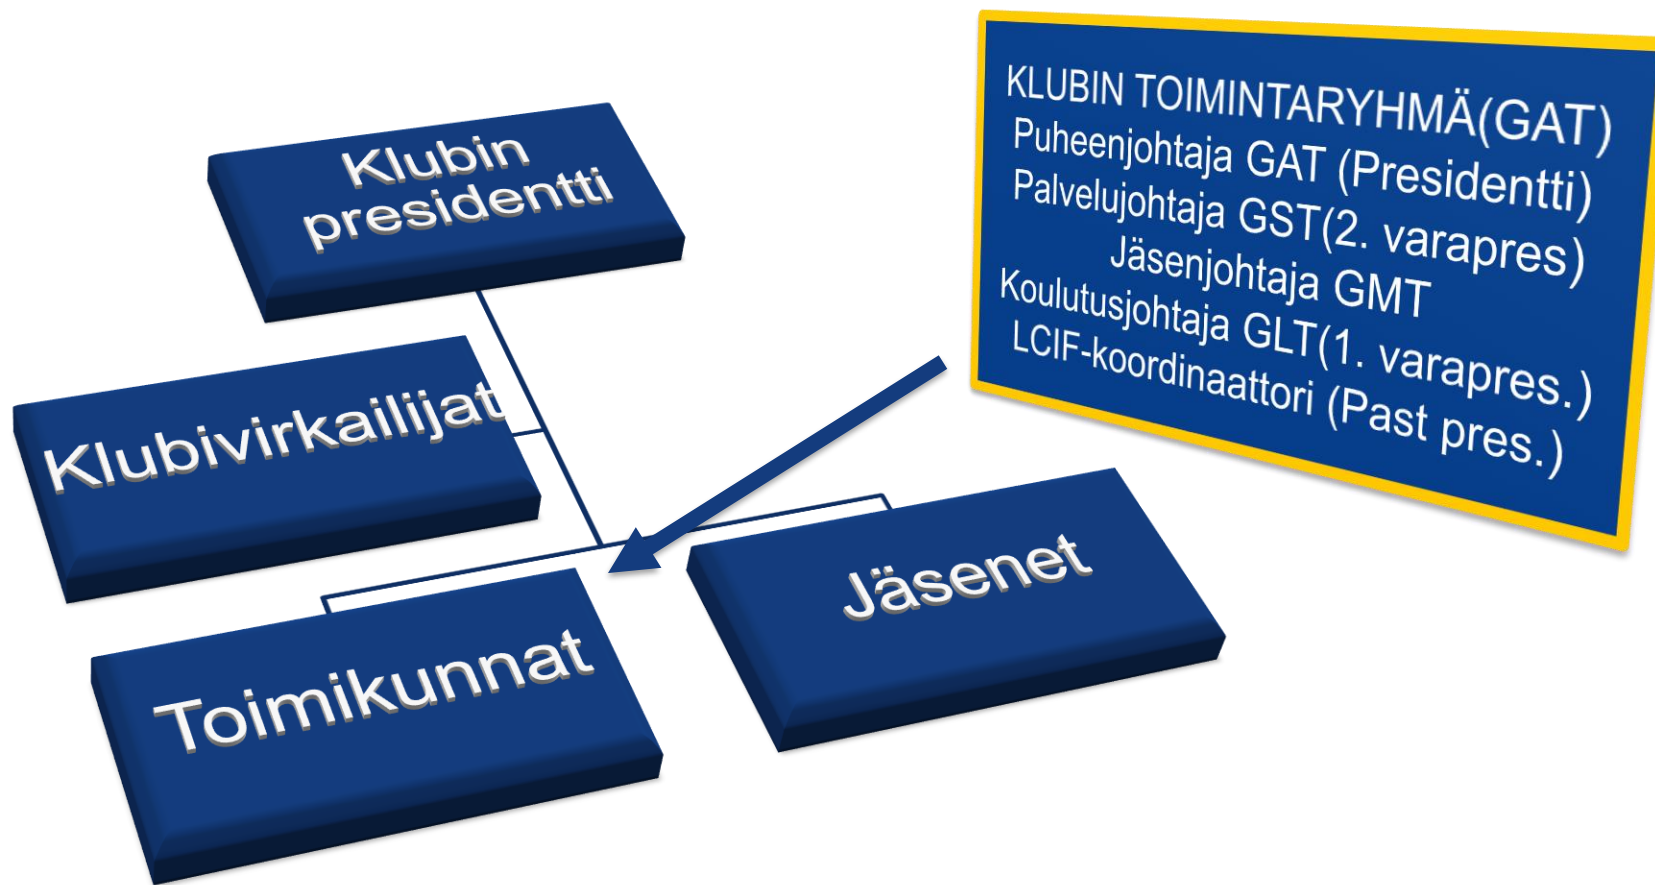 Klubin
presidentti
Klubivirkailijat
Toimikunnat
Jäsenet
KLUBIN TOIMINTARYHMÄ(GAT)
Puheenjohtaja GAT (Presidentti)
Palvelujohtaja GST(2. varapres)
Jäsenjohtaja GMT
Koulutusjohtaja GLT(1. varapres.)
LCIF-koordinaattori (Past pres.)